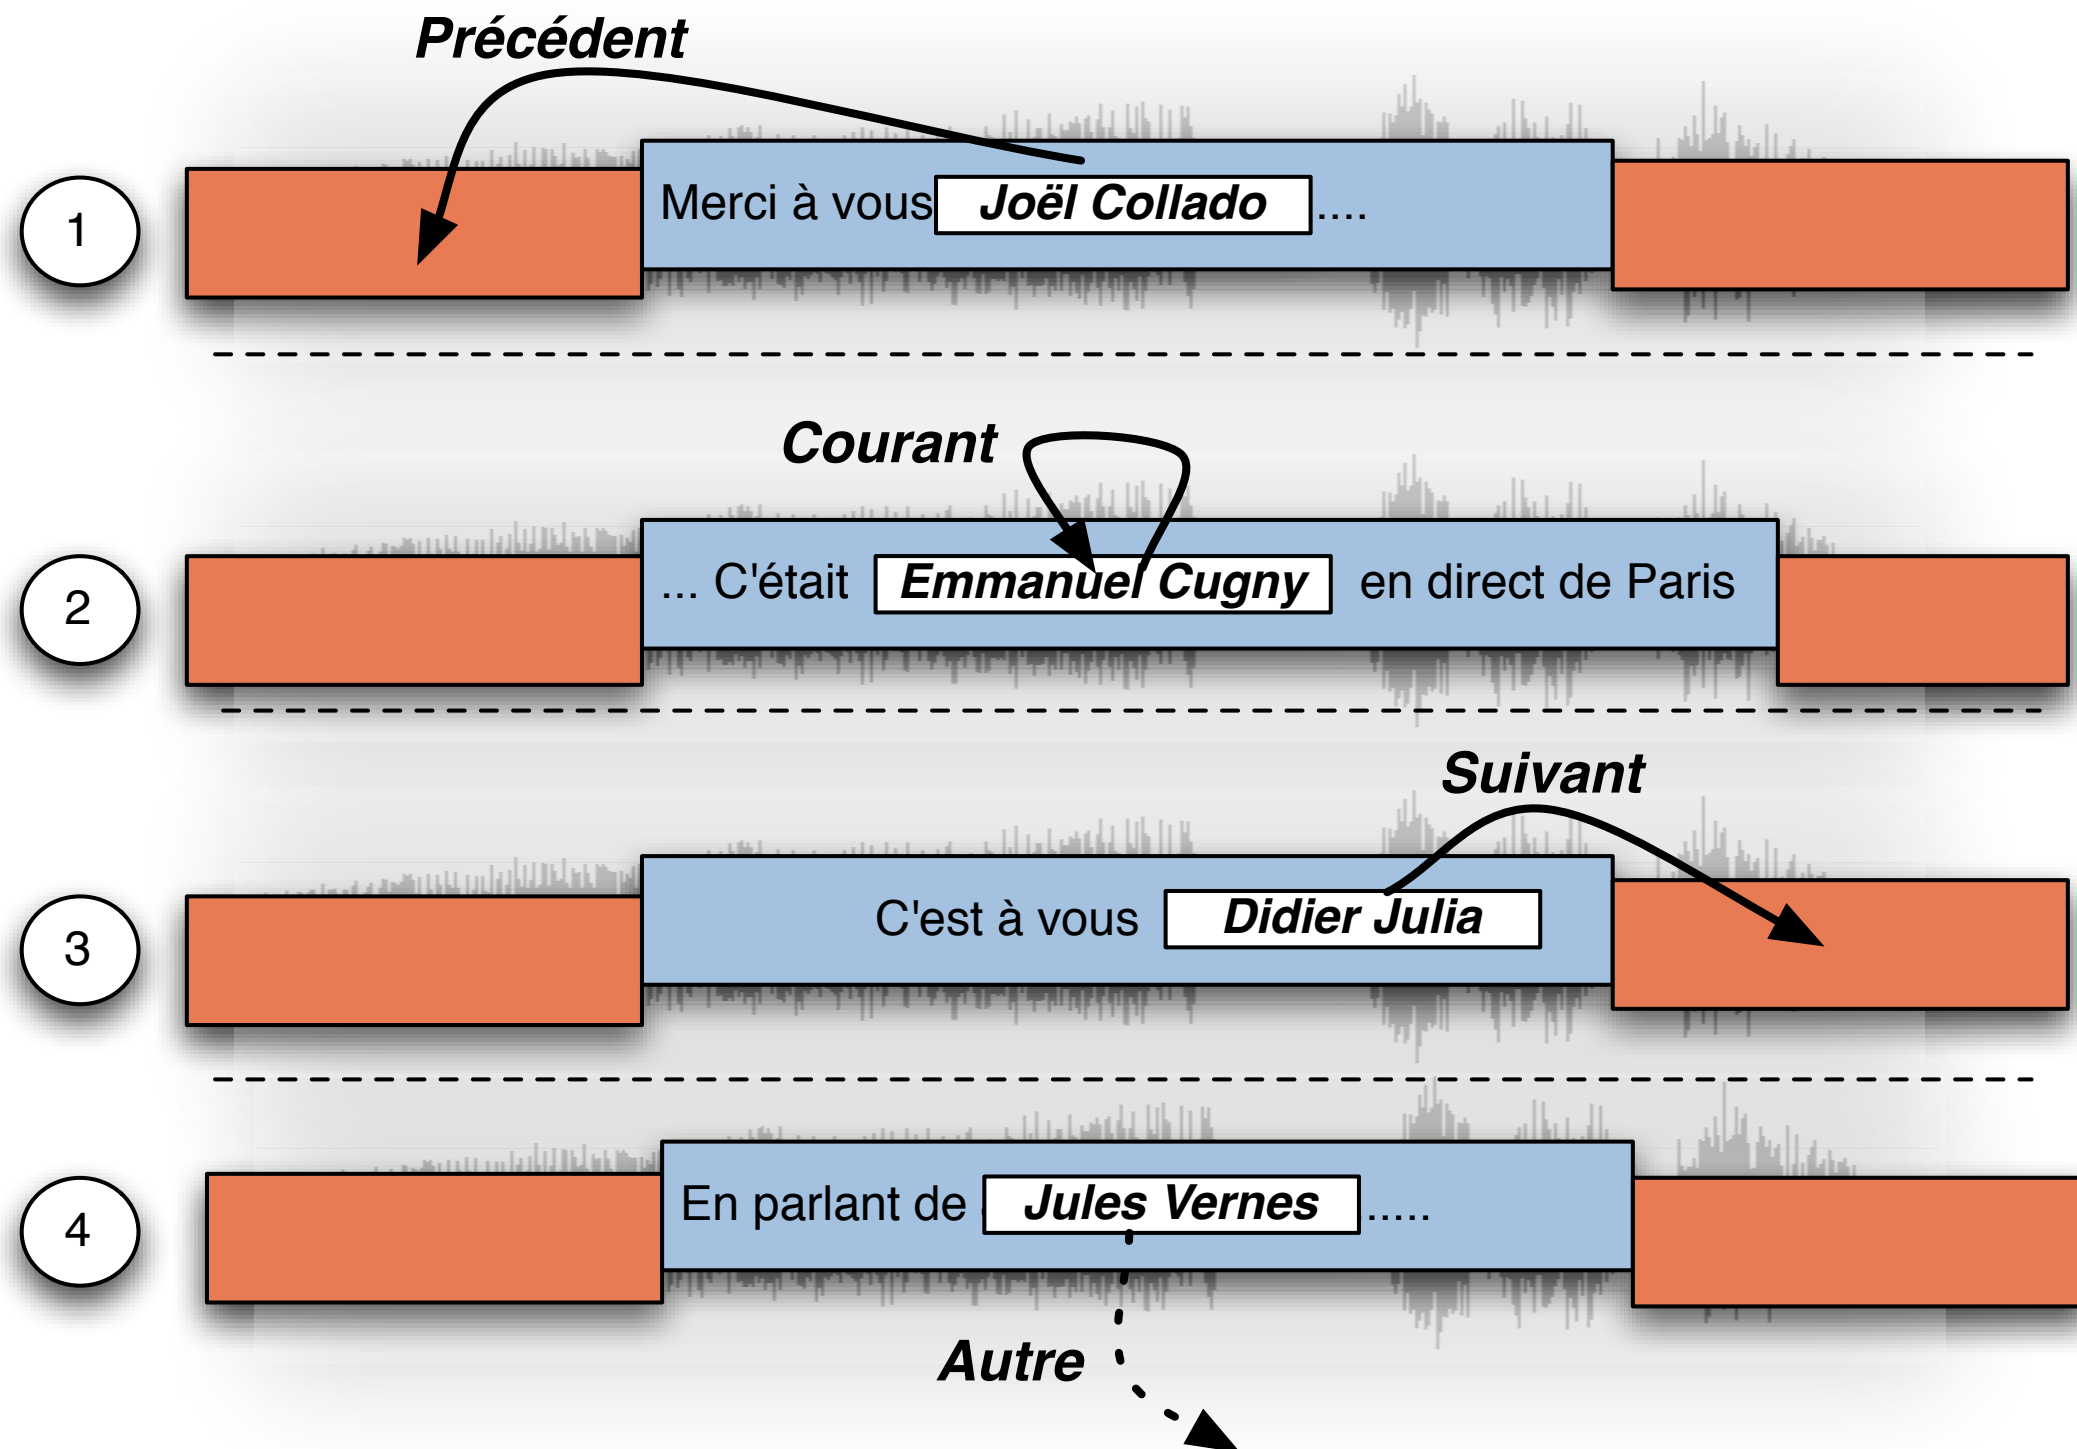 Précédent
1
Merci à vous Joël Collado ....
Courant
2
... C'était Emmanuel Cugny en direct de Paris
Suivant
3
C'est à vous Didier Julia
4
En parlant de Jules Vernes .....
Autre